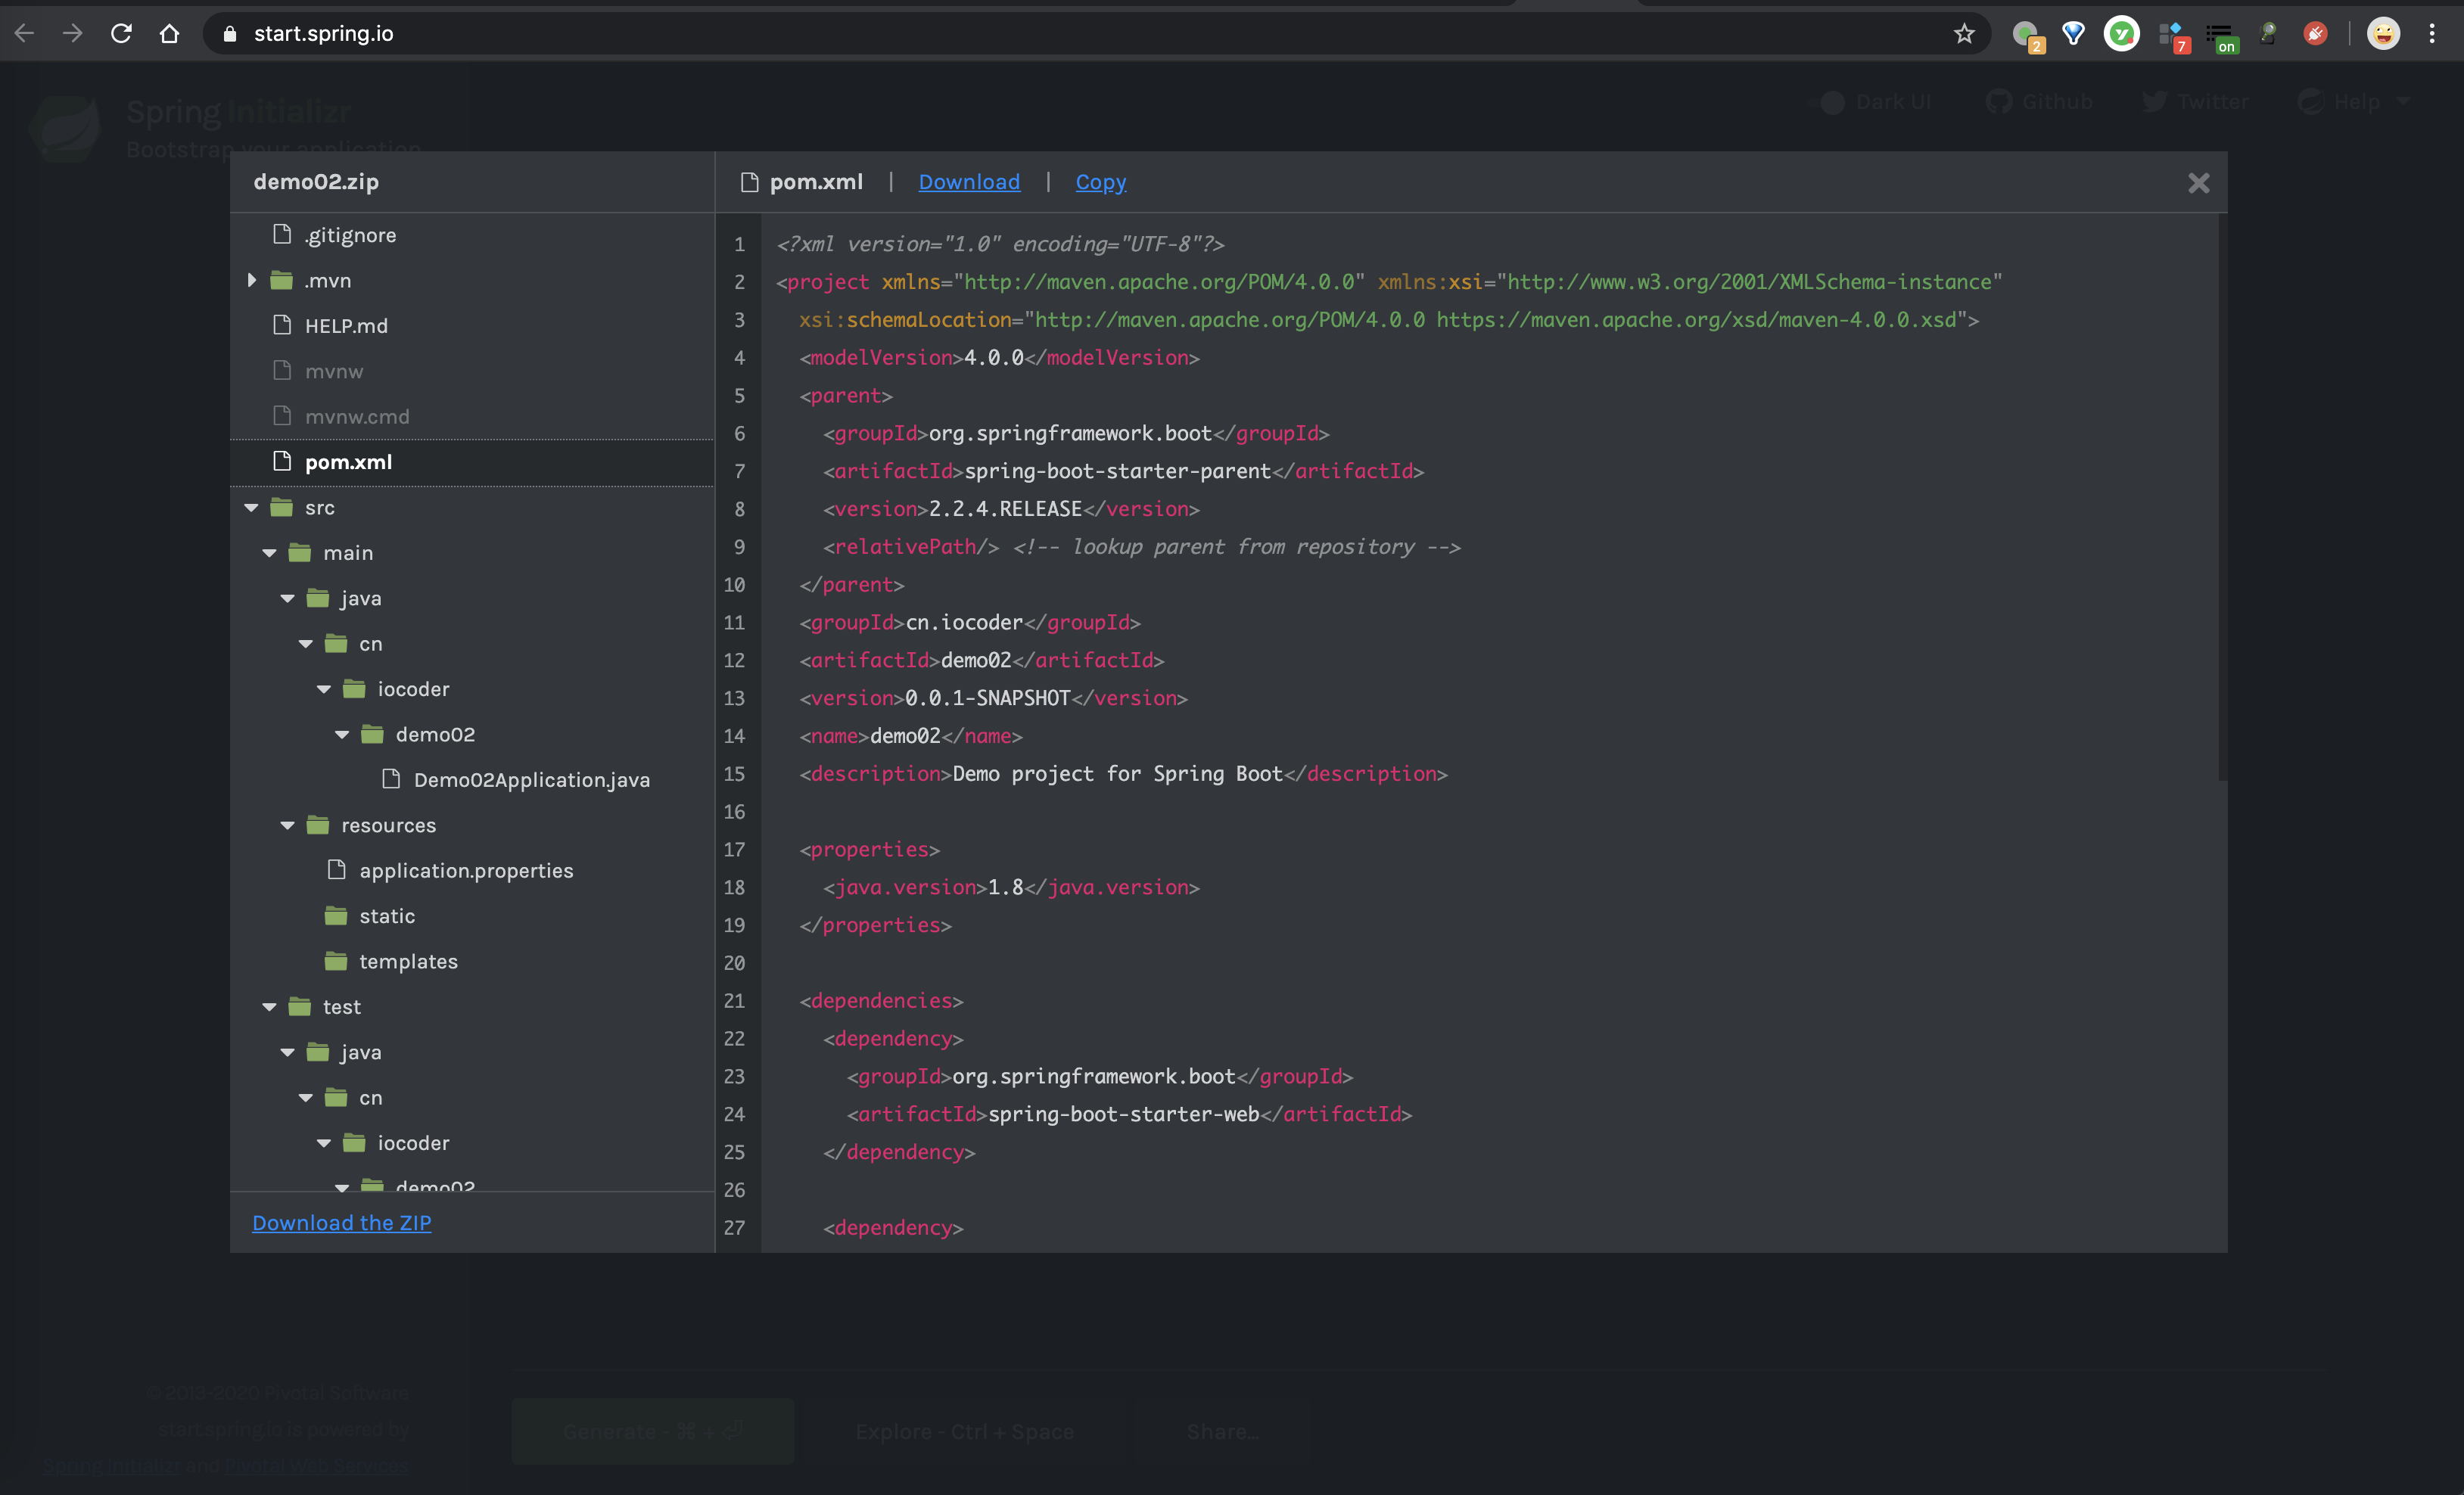 start.spring.io
2
7
on
Spring Initializr
Bootstrap your application
Dark UI
Github
Twitter
Help
demo02.zip
pom.xml | Download | Copy
.gitignore
.mvn
HELP.md
mvnw
mvnw.cmd
pom.xml
src
main
java
cn
iocoder
demo02
Demo02Application.java
resources
application.properties
static
templates
test
java
cn
iocoder
demo02
Download the ZIP
1 <?xml version="1.0" encoding="UTF-8"?>
2 <project xmlns="http://maven.apache.org/POM/4.0.0" xmlns:xsi="http://www.w3.org/2001/XMLSchema-instance"
3 xsi:schemaLocation="http://maven.apache.org/POM/4.0.0 https://maven.apache.org/xsd/maven-4.0.0.xsd">
4 <modelVersion>4.0.0</modelVersion>
5 <parent>
6 <groupId>org.springframework.boot</groupId>
7 <artifactId>spring-boot-starter-parent</artifactId>
8 <version>2.2.4.RELEASE</version>
9 <relativePath/> <!-- lookup parent from repository -->
10 </parent>
11 <groupId>cn.iocoder</groupId>
12 <artifactId>demo02</artifactId>
13 <version>0.0.1-SNAPSHOT</version>
14 <name>demo02</name>
15 <description>Demo project for Spring Boot</description>
16
17 <properties>
18 <java.version>1.8</java.version>
19 </properties>
20
21 <dependencies>
22 <dependency>
23 <groupId>org.springframework.boot</groupId>
24 <artifactId>spring-boot-starter-web</artifactId>
25 </dependency>
26
27 <dependency>
© 2013-2020 Pivotal Software
start.spring.io is powered by
Spring Initializr and Pivotal Web Services
Generate - ⌘ + ⏎
Explore - Ctrl + Space
Share...